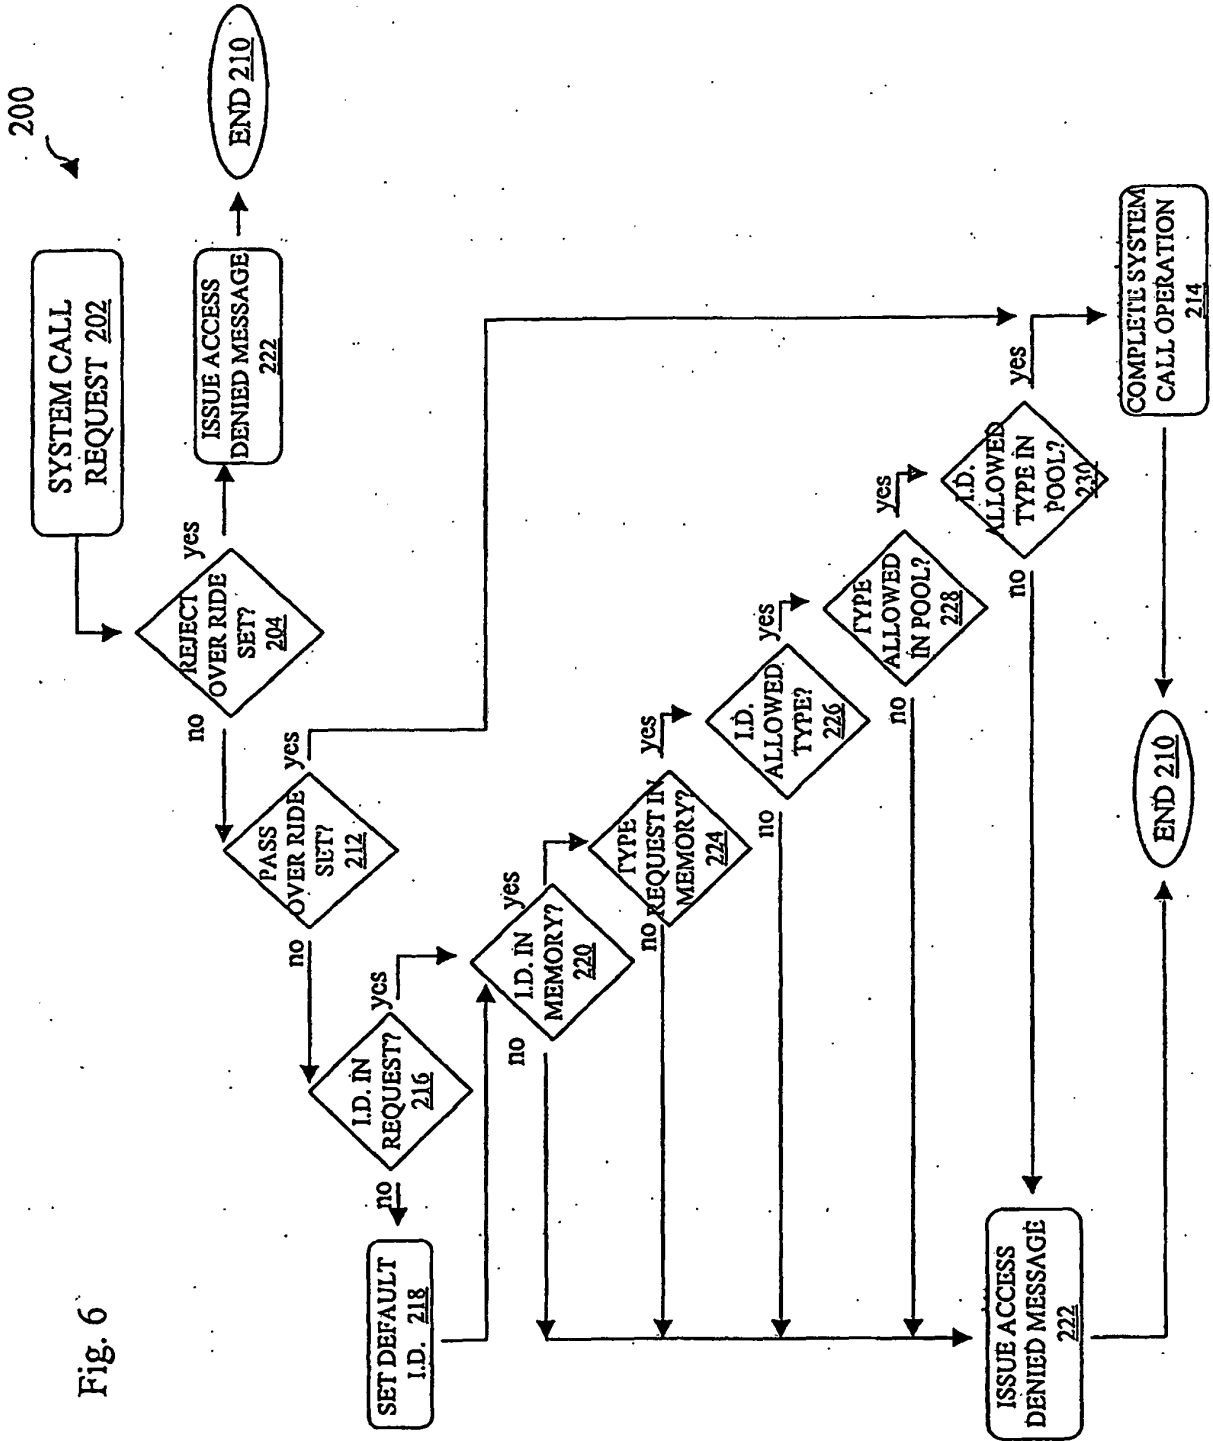 Fig. 6
200
SYSTEM CALL
REQUEST 202
REJECT
OVER RIDE
SET?
204
yes
no
ISSUE ACCESS
DENIED MESSAGE
222
END 210
PASS
OVER RIDE
SET?
212
yes
no
I.D. IN
REQUEST?
216
yes
no
SET DEFAULT
I.D. 218
I.D. IN
MEMORY?
220
yes
no
TYPE
REQUEST IN
MEMORY?
224
yes
no
I.D.
ALLOWED
TYPE?
226
yes
no
TYPE
ALLOWED
IN POOL?
228
yes
no
I.D.
ALLOWED
TYPE IN
POOL?
230
yes
no
ISSUE ACCESS
DENIED MESSAGE
222
COMPLETE SYSTEM
CALL OPERATION
214
END 210